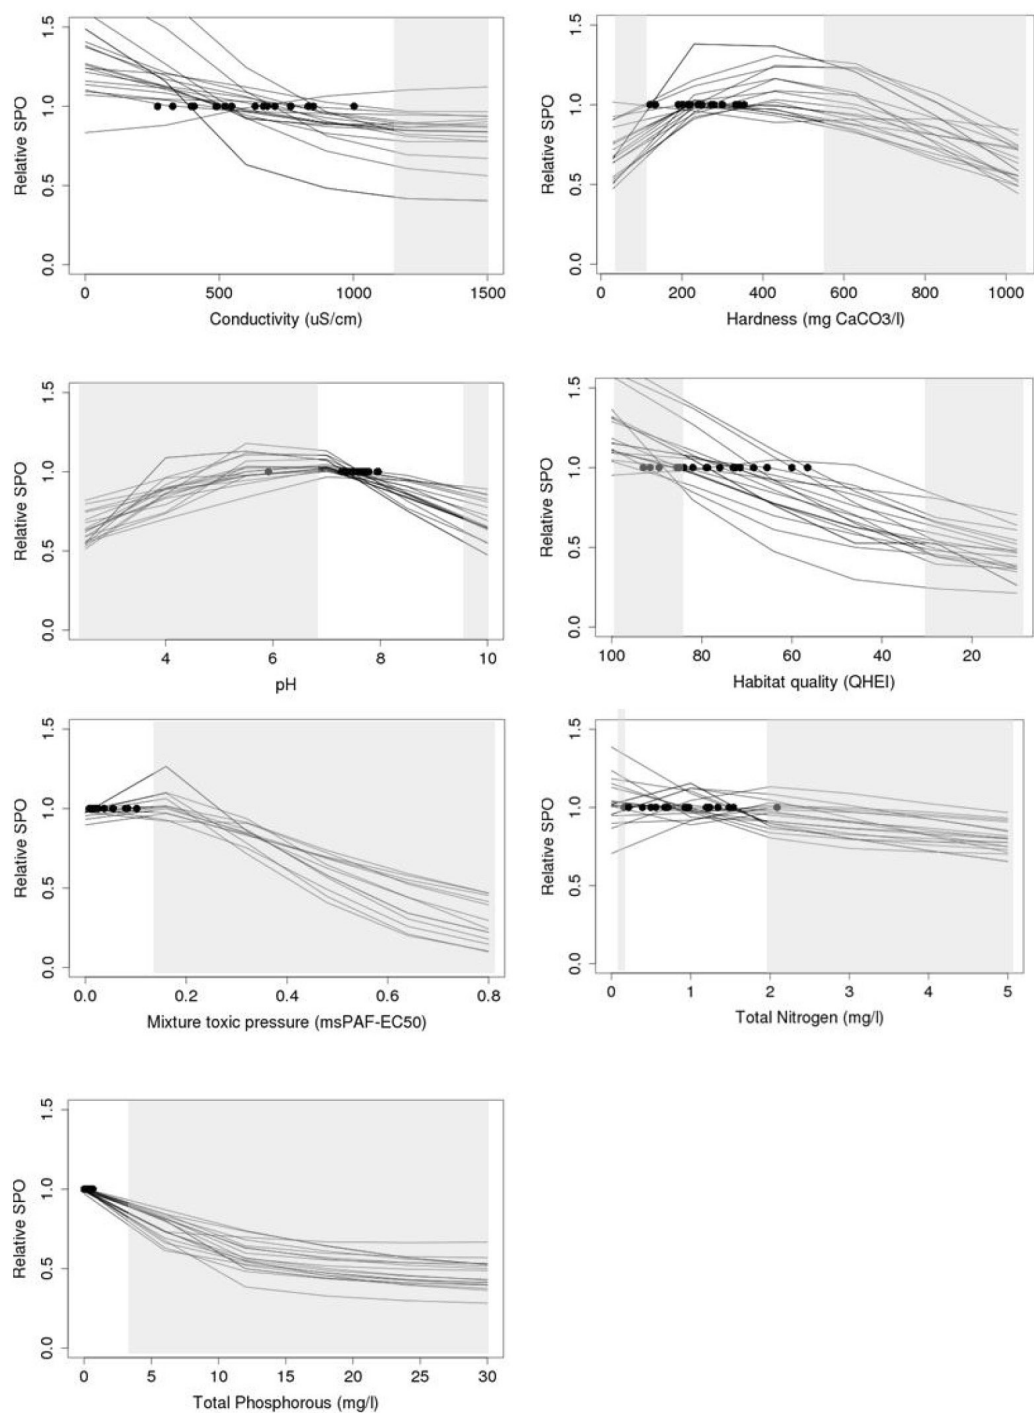 Relative SPO
0.0 0.5 1.0 1.5
0 500 1000 1500
Conductivity (uS/cm)
Relative SPO
0.0 0.5 1.0 1.5
0 200 400 600 800 1000
Hardness (mg CaCO3/l)
Relative SPO
0.0 0.5 1.0 1.5
4 6 8 10
pH
Relative SPO
0.0 0.5 1.0 1.5
100 80 60 40 20
Habitat quality (QHEI)
Relative SPO
0.0 0.5 1.0 1.5
0.0 0.2 0.4 0.6 0.8
Mixture toxic pressure (msPAF-EC50)
Relative SPO
0.0 0.5 1.0 1.5
0 1 2 3 4 5
Total Nitrogen (mg/l)
Relative SPO
0.0 0.5 1.0 1.5
0 5 10 15 20 25 30
Total Phosphorous (mg/l)